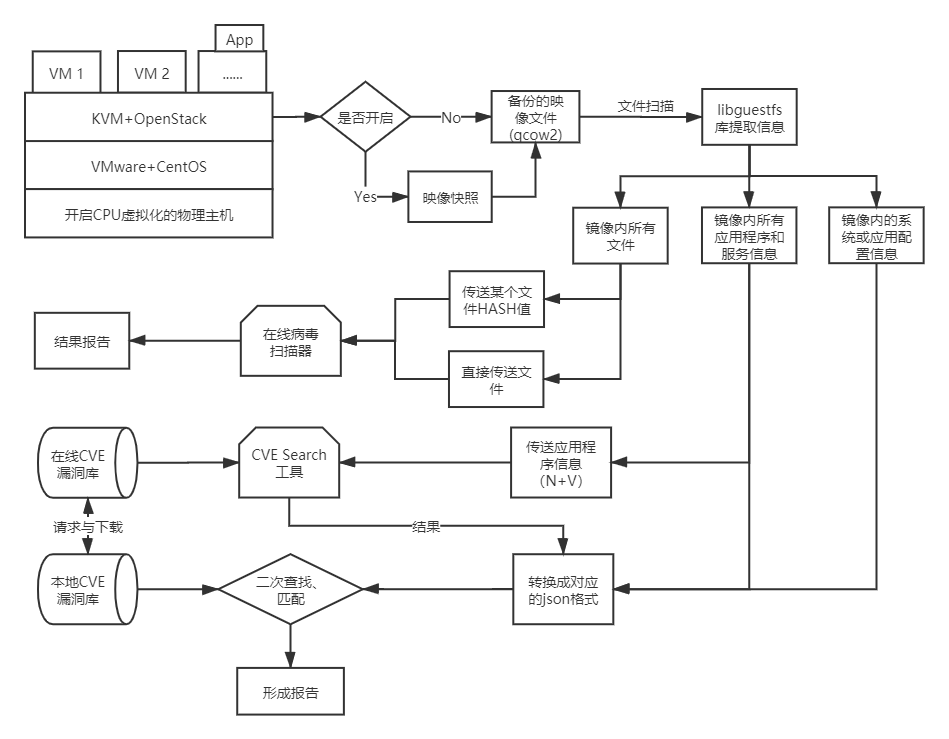 App
VM 1
VM 2
......
KVM+OpenStack
VMware+CentOS
开启CPU虚拟化的物理主机
是否开启
No
Yes
映像快照
备份的映
像文件
(qcow2)
文件扫描
libguestfs
库提取信息
镜像内所有
文件
镜像内所有
应用程序和
服务信息
镜像内的系
统或应用配
置信息
传送某个文
件HASH值
直接传送文
件
在线病毒
扫描器
结果报告
在线CVE
漏洞库
CVE Search
工具
传送应用程
序信息
（N+V）
请求与下载
结果
本地CVE
漏洞库
二次查找、
匹配
转换成对应
的json格式
形成报告